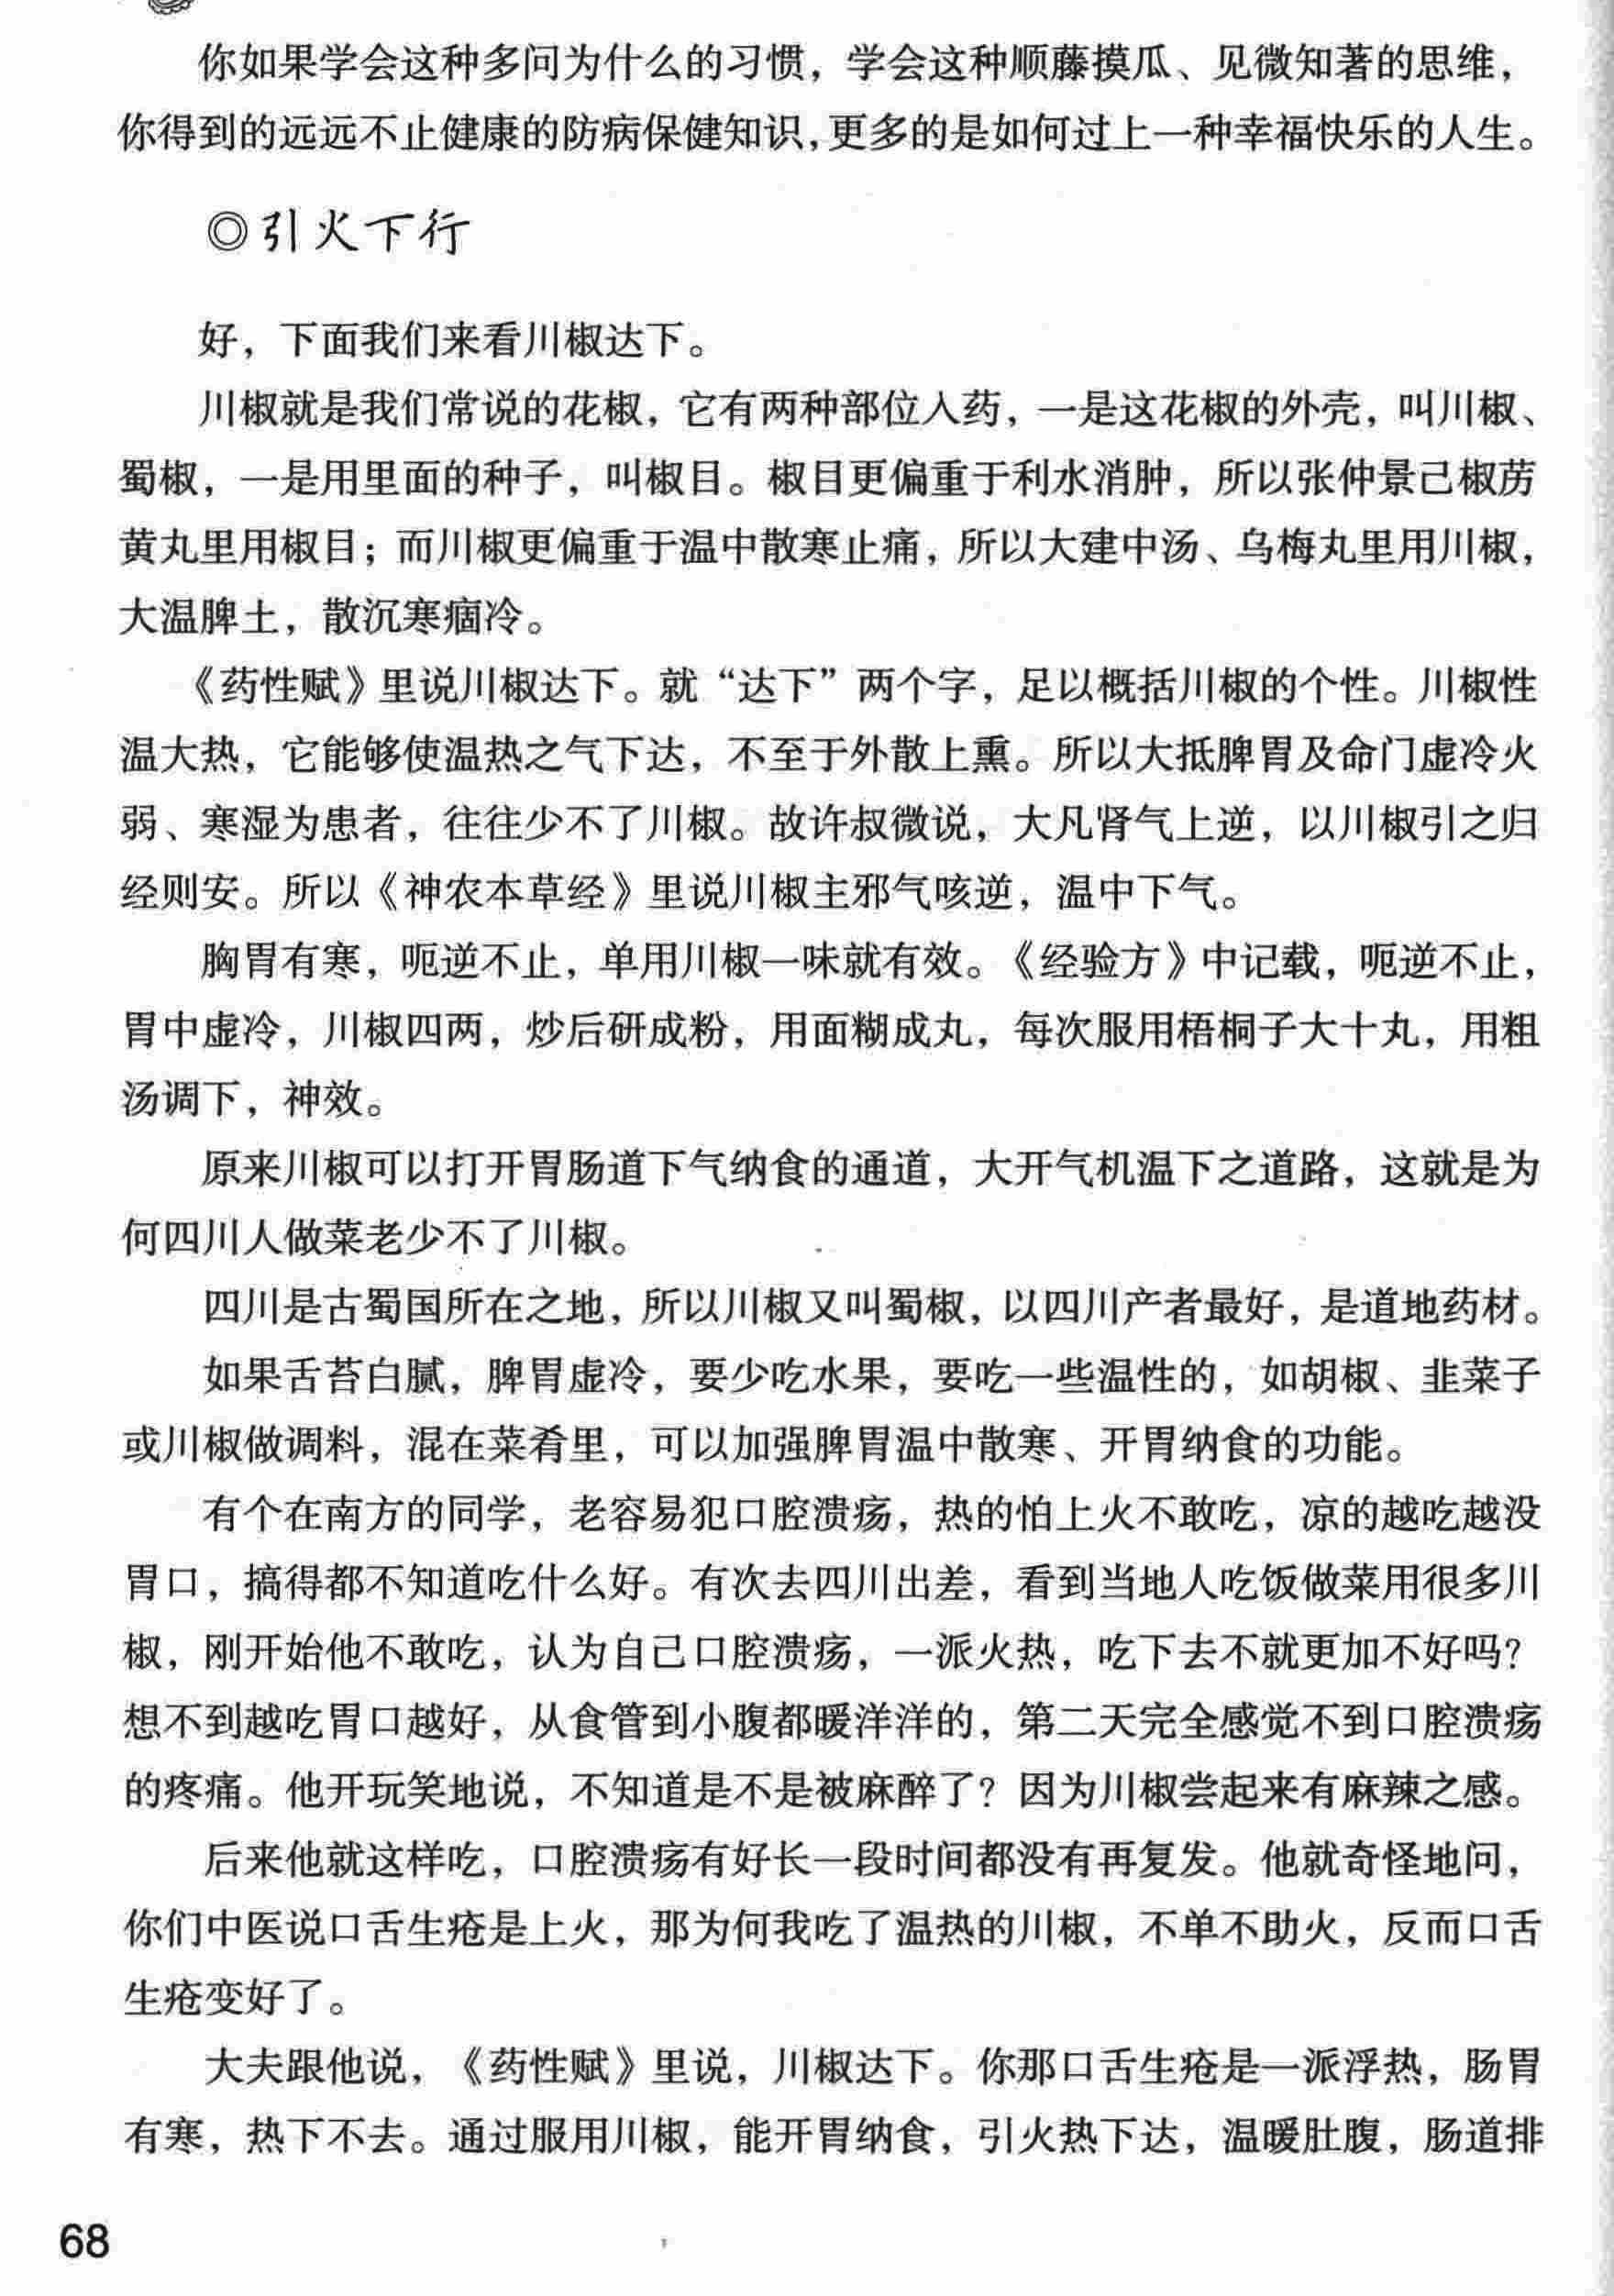 你如果学会这种多问为什么的习惯，学会这种顺藤摸瓜、见微知著的思维，
你得到的远远不止健康的防病保健知识，更多的是如何过上一种幸福快乐的人生。
◎引火下行
好，下面我们来看川椒达下。
川椒就是我们常说的花椒，它有两种部位入药，一是这花椒的外壳，叫川椒、
蜀椒，一是用里面的种子，叫椒目。椒目更偏重于利水消肿，所以张仲景己椒苈
黄丸里用椒目；而川椒更偏重于温中散寒止痛，所以大建中汤、乌梅丸里用川椒，
大温脾土，散沉寒痼冷。
《药性赋》里说川椒达下。就“达下”两个字，足以概括川椒的个性。川椒性
温大热，它能够使温热之气下达，不至于外散上熏。所以大抵脾胃及命门虚冷火
弱、寒湿为患者，往往少不了川椒。故许叔微说，大凡肾气上逆，以川椒引之归
经则安。所以《神农本草经》里说川椒主邪气咳逆，温中下气。
胸胃有寒，呃逆不止，单用川椒一味就有效。《经验方》中记载，呃逆不止，
胃中虚冷，川椒四两，炒后研成粉，用面糊成丸，每次服用梧桐子大十丸，用粗
汤调下，神效。
原来川椒可以打开胃肠道下气纳食的通道，大开气机温下之道路，这就是为
何四川人做菜老少不了川椒。
四川是古蜀国所在之地，所以川椒又叫蜀椒，以四川产者最好，是道地药材。
如果舌苔白腻，脾胃虚冷，要少吃水果，要吃一些温性的，如胡椒、韭菜子
或川椒做调料，混在菜肴里，可以加强脾胃温中散寒、开胃纳食的功能。
有个在南方的同学，老容易犯口腔溃疡，热的怕上火不敢吃，凉的越吃越没
胃口，搞得都不知道吃什么好。有次去四川出差，看到当地人吃饭做菜用很多川
椒，刚开始他不敢吃，认为自己口腔溃疡，一派火热，吃下去不就更加不好吗？
想不到越吃胃口越好，从食管到小腹都暖洋洋的，第二天完全感觉不到口腔溃疡
的疼痛。他开玩笑地说，不知道是不是被麻醉了？因为川椒尝起来有麻辣之感。
后来他就这样吃，口腔溃疡有好长一段时间都没有再复发。他就奇怪地问，
你们中医说口舌生疮是上火，那为何我吃了温热的川椒，不单不助火，反而口舌
生疮变好了。
大夫跟他说，《药性赋》里说，川椒达下。你那口舌生疮是一派浮热，肠胃
有寒，热下不去。通过服用川椒，能开胃纳食，引火热下达，温暖肚腹，肠道排
68